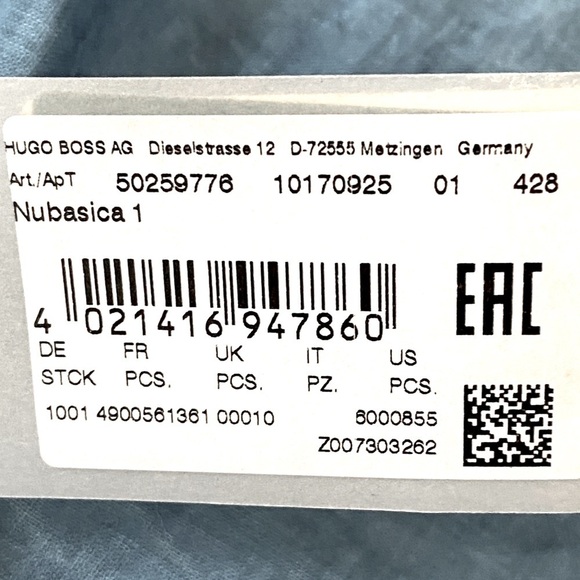 HUGO BOSS AG Dieselstrasse 12 D-72555 Metzingen Germany
Art./ApT 50259776 10170925 01 428
Nubasica 1
EAC
4 021416 947860
DE FR UK IT US
STCK PCS. PCS. PZ. PCS.
1001 4900561361 00010 6000855
Z007303262